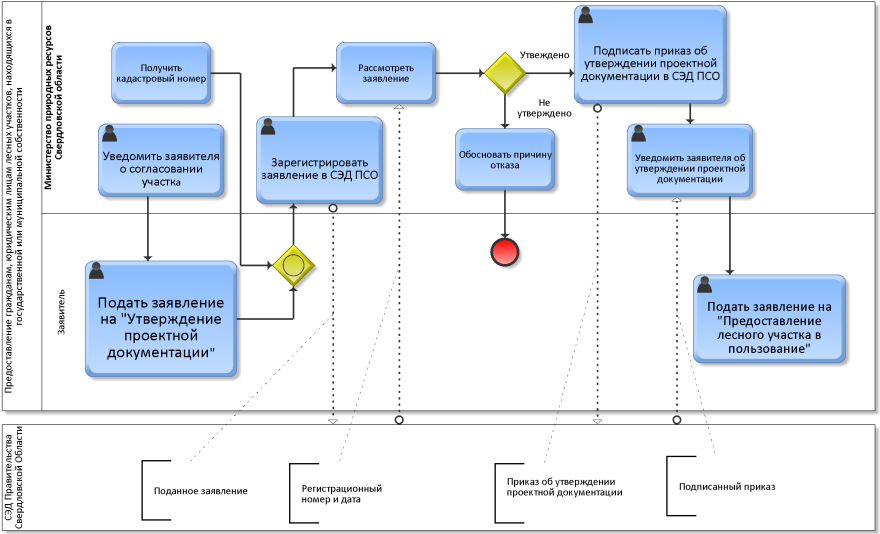 Предоставление гражданам, юридическим лицам лесных участков, находящихся в
государственной или муниципальной собственности
Министерство природных ресурсов
Свердловской области
Получить
кадастровый номер
Уведомить заявителя
о согласовании
участка
Зарегистрировать
заявление в СЭД ПСО
Рассмотреть
заявление
Утвеждено
Не
утверждено
Обосновать причину
отказа
Подписать приказ об
утверждении проектной
документации в СЭД ПСО
Уведомить заявителя об
утверждении проектной
документации
Заявитель
Подать заявление
на "Утверждение
проектной
документации"
Подать заявление на
"Предоставление
лесного участка в
пользование"
СЭД Правительства
Свердловской Области
Поданное заявление
Регистрационный
номер и дата
Приказ об утверждении
проектной документации
Подписанный приказ